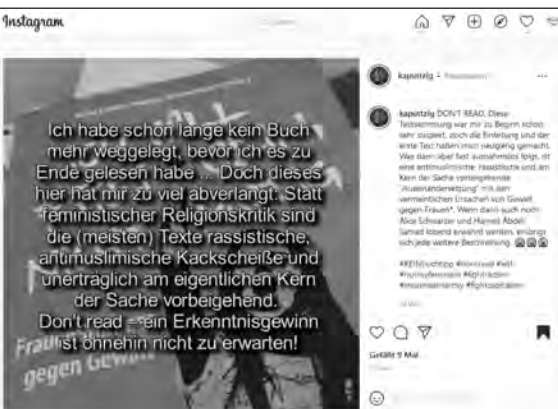 Instagram
kaputtzlg •
Ich habe schon lange kein Buch
mehr weggelegt, bevor ich es zu
Ende gelesen habe ... Doch dieses
hier hat mir zu viel abverlangt: Statt
feministischer Religionskritik sind
die (meisten) Texte rassistische,
antimuslimische Kackscheiße und
unerträglich am eigentlichen Kern
der Sache vorbeigehend.
Don't read – ein Erkenntnisgewinn
ist ohnehin nicht zu erwarten!
Frauen
gegen Gewalt
kaputtzlg DON'T READ. Diese
Textsammlung war mir zu Beginn schon
sehr suspekt, doch die Einleitung und der
erste Text haben mich neugierig gemacht.
Was dann aber fast ausnahmslos folgt, ist
eine antimuslimische, rassistische und am
Kern der Sache vorbeigehende
"Auseinandersetzung" mit den
vermeintlichen Ursachen von Gewalt
gegen Frauen*. Wenn dann auch noch
Alice Schwarzer und Hamed Abdel-
Samad lobend erwähnt werden, erübrigt
sich jede weitere Beschreibung.
Gefällt 9 Mal